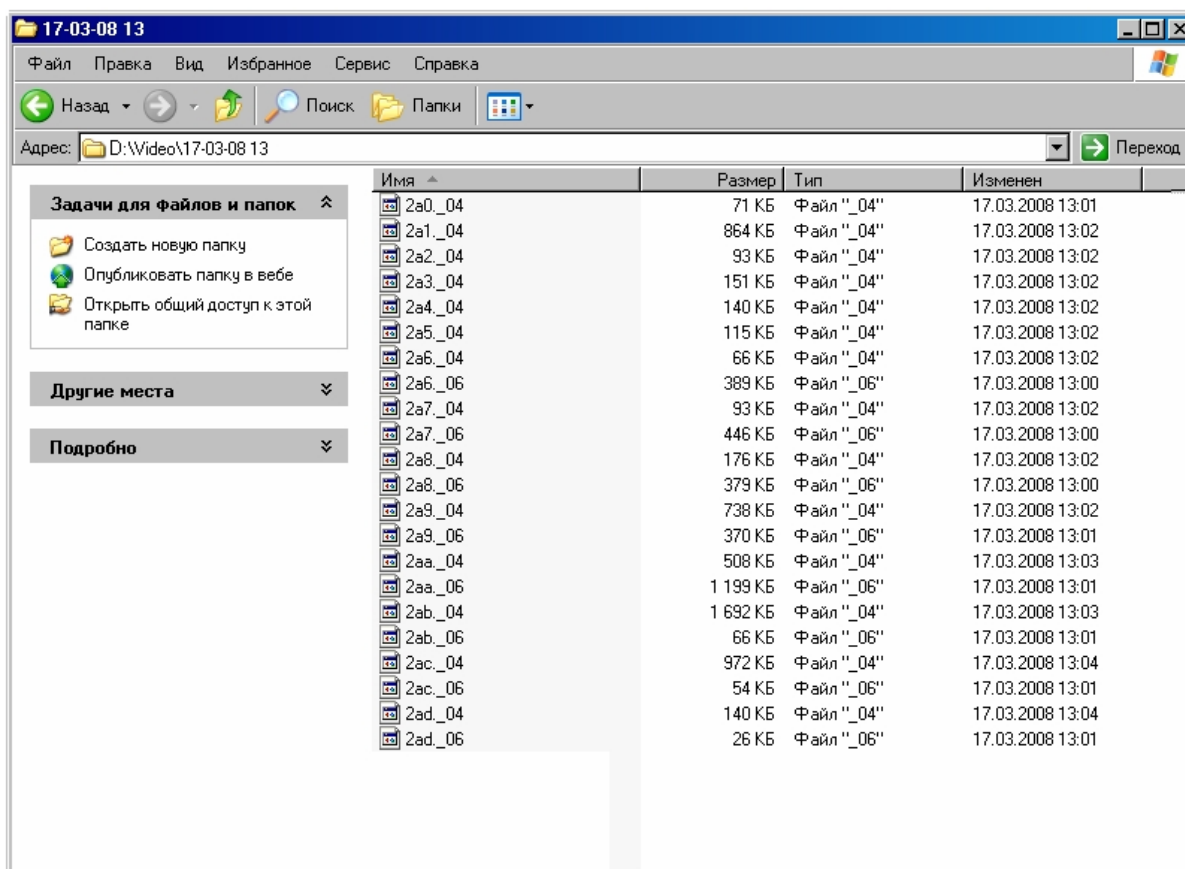 17-03-08 13
Файл Правка Вид Избранное Сервис Справка
Назад Поиск Папки
Адрес: D:\Video\17-03-08 13 Переход
Имя Размер Тип Изменен
Задачи для файлов и папок
Создать новую папку
Опубликовать папку в вебе
Открыть общий доступ к этой
папке
Другие места
Подробно
2a0._04 71 КБ Файл "_04" 17.03.2008 13:01
2a1._04 864 КБ Файл "_04" 17.03.2008 13:02
2a2._04 93 КБ Файл "_04" 17.03.2008 13:02
2a3._04 151 КБ Файл "_04" 17.03.2008 13:02
2a4._04 140 КБ Файл "_04" 17.03.2008 13:02
2a5._04 115 КБ Файл "_04" 17.03.2008 13:02
2a6._04 66 КБ Файл "_04" 17.03.2008 13:02
2a6._06 389 КБ Файл "_06" 17.03.2008 13:00
2a7._04 93 КБ Файл "_04" 17.03.2008 13:02
2a7._06 446 КБ Файл "_06" 17.03.2008 13:00
2a8._04 176 КБ Файл "_04" 17.03.2008 13:02
2a8._06 379 КБ Файл "_06" 17.03.2008 13:00
2a9._04 738 КБ Файл "_04" 17.03.2008 13:02
2a9._06 370 КБ Файл "_06" 17.03.2008 13:01
2aa._04 508 КБ Файл "_04" 17.03.2008 13:03
2aa._06 1 199 КБ Файл "_06" 17.03.2008 13:01
2ab._04 1 692 КБ Файл "_04" 17.03.2008 13:03
2ab._06 66 КБ Файл "_06" 17.03.2008 13:01
2ac._04 972 КБ Файл "_04" 17.03.2008 13:04
2ac._06 54 КБ Файл "_06" 17.03.2008 13:01
2ad._04 140 КБ Файл "_04" 17.03.2008 13:04
2ad._06 26 КБ Файл "_06" 17.03.2008 13:01